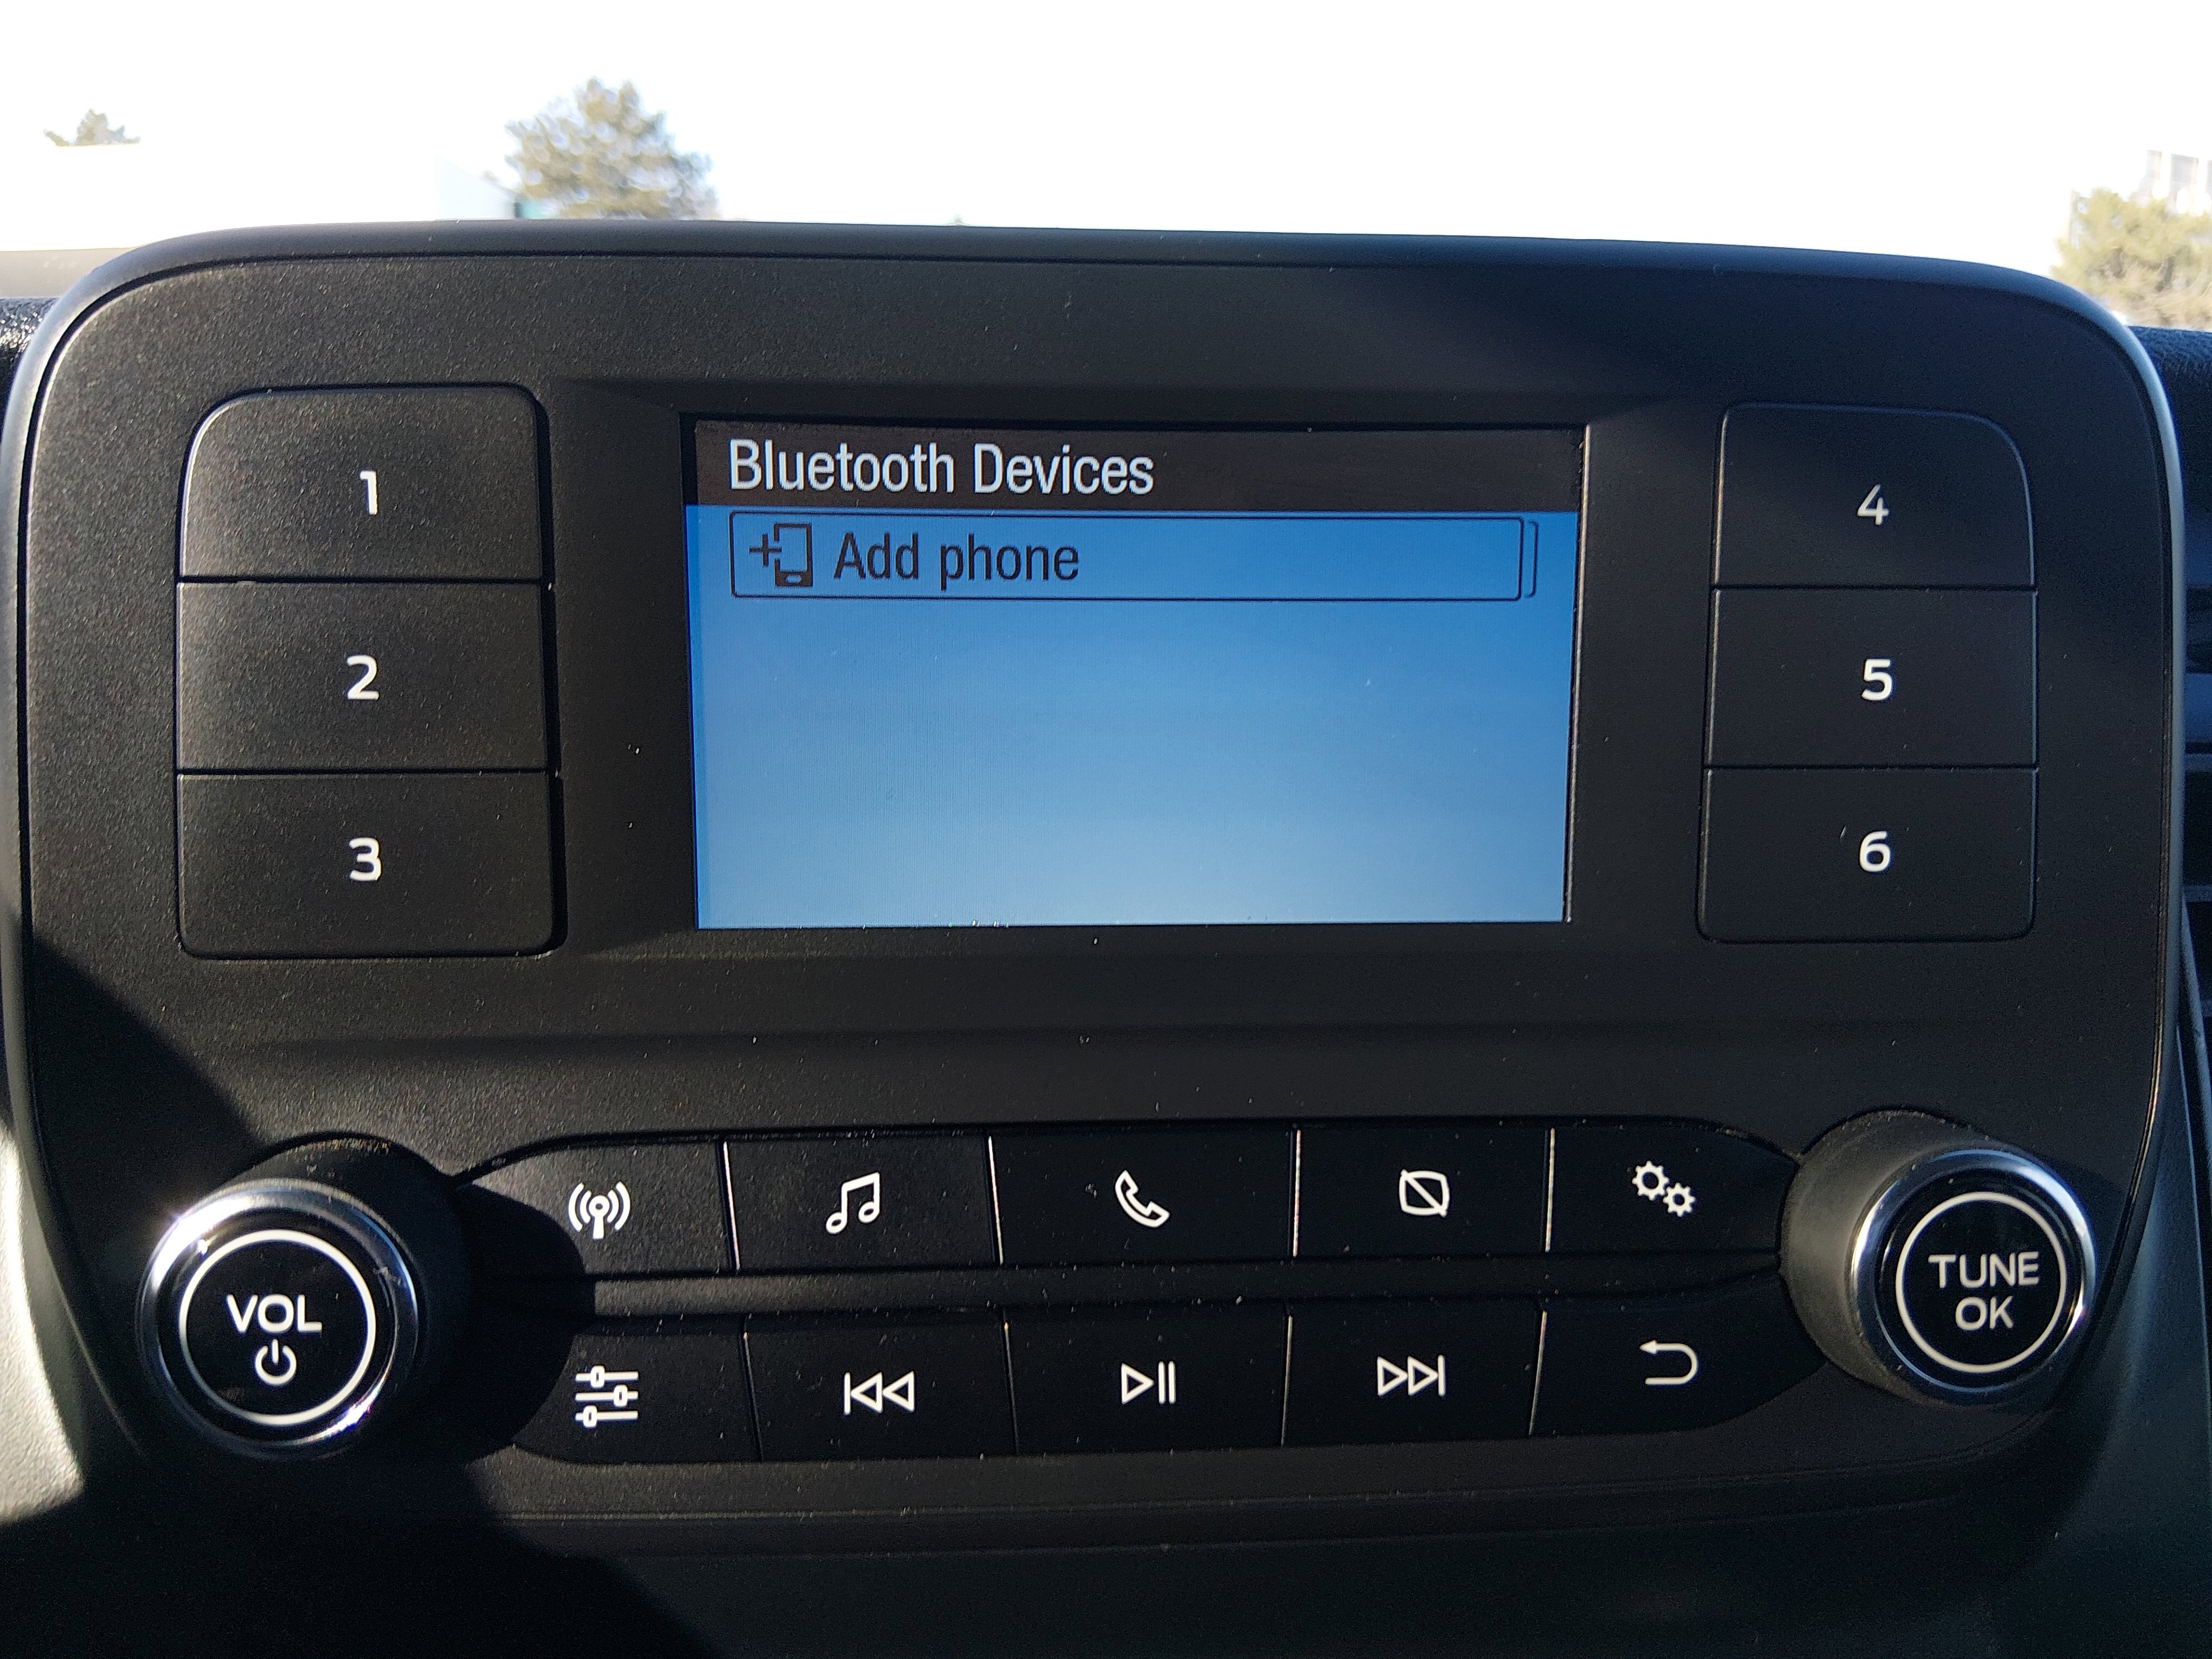 Bluetooth Devices
Add phone
1
2
3
4
5
6
VOL
TUNE
OK